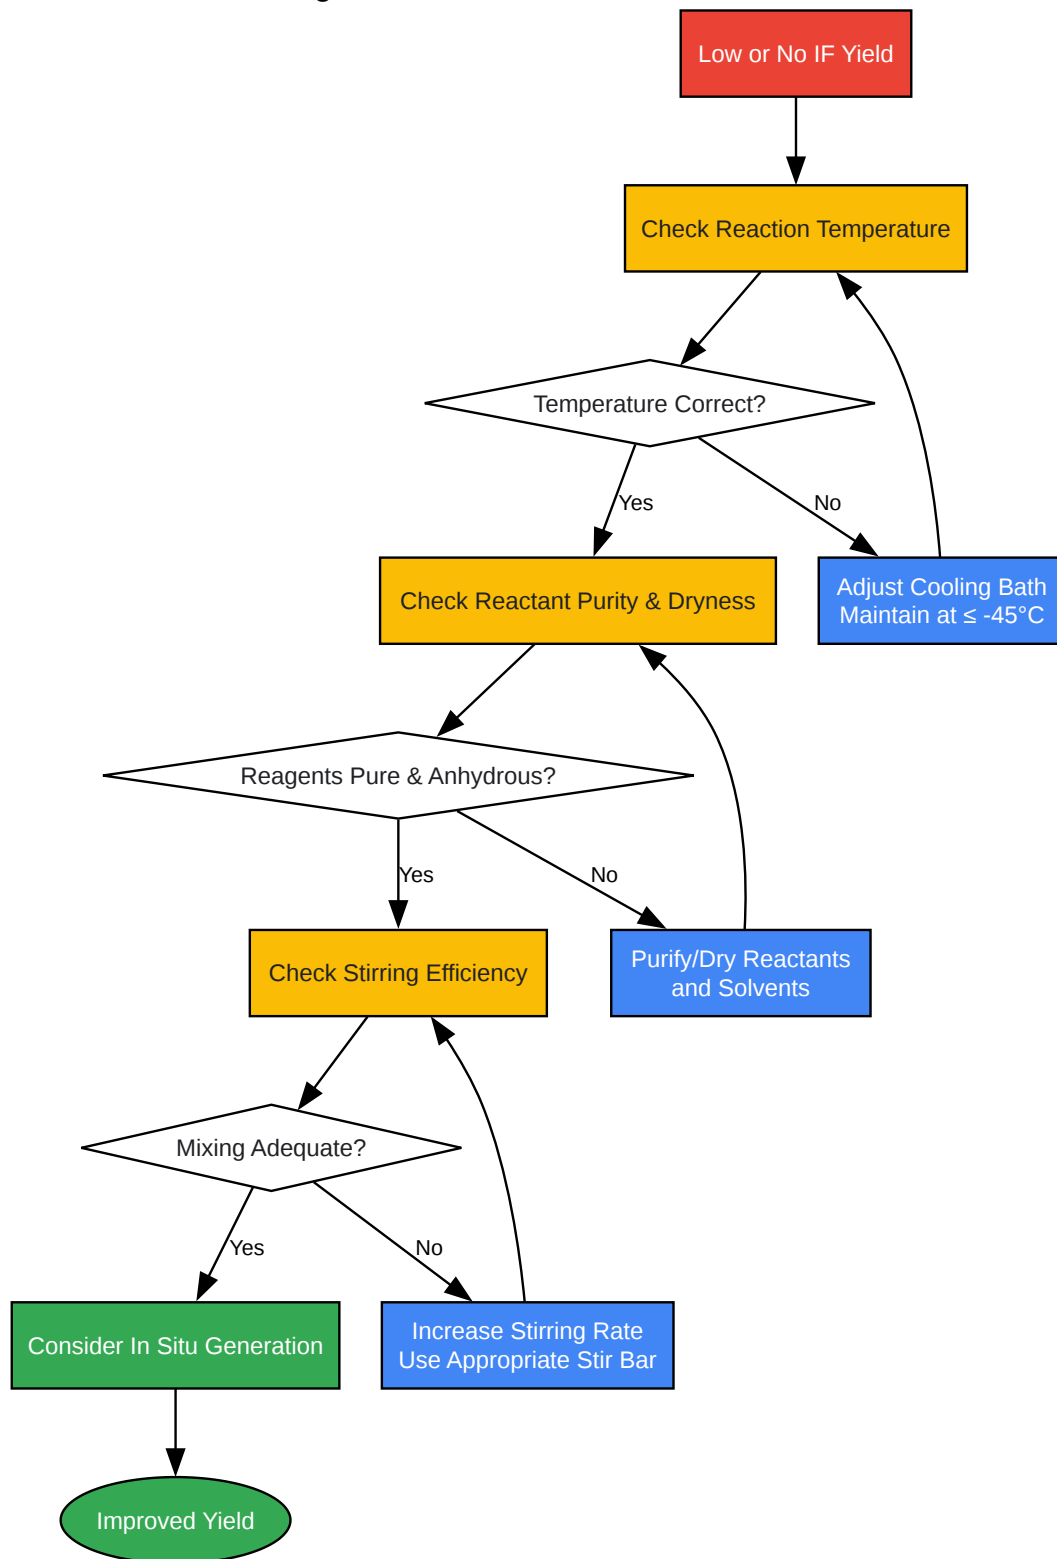 Low or No IF Yield
Check Reaction Temperature
Temperature Correct?
Yes
No
Check Reactant Purity & Dryness
Adjust Cooling Bath
Maintain at ≤ -45°C
Reagents Pure & Anhydrous?
Yes
No
Check Stirring Efficiency
Purify/Dry Reactants
and Solvents
Mixing Adequate?
Yes
No
Consider In Situ Generation
Increase Stirring Rate
Use Appropriate Stir Bar
Improved Yield